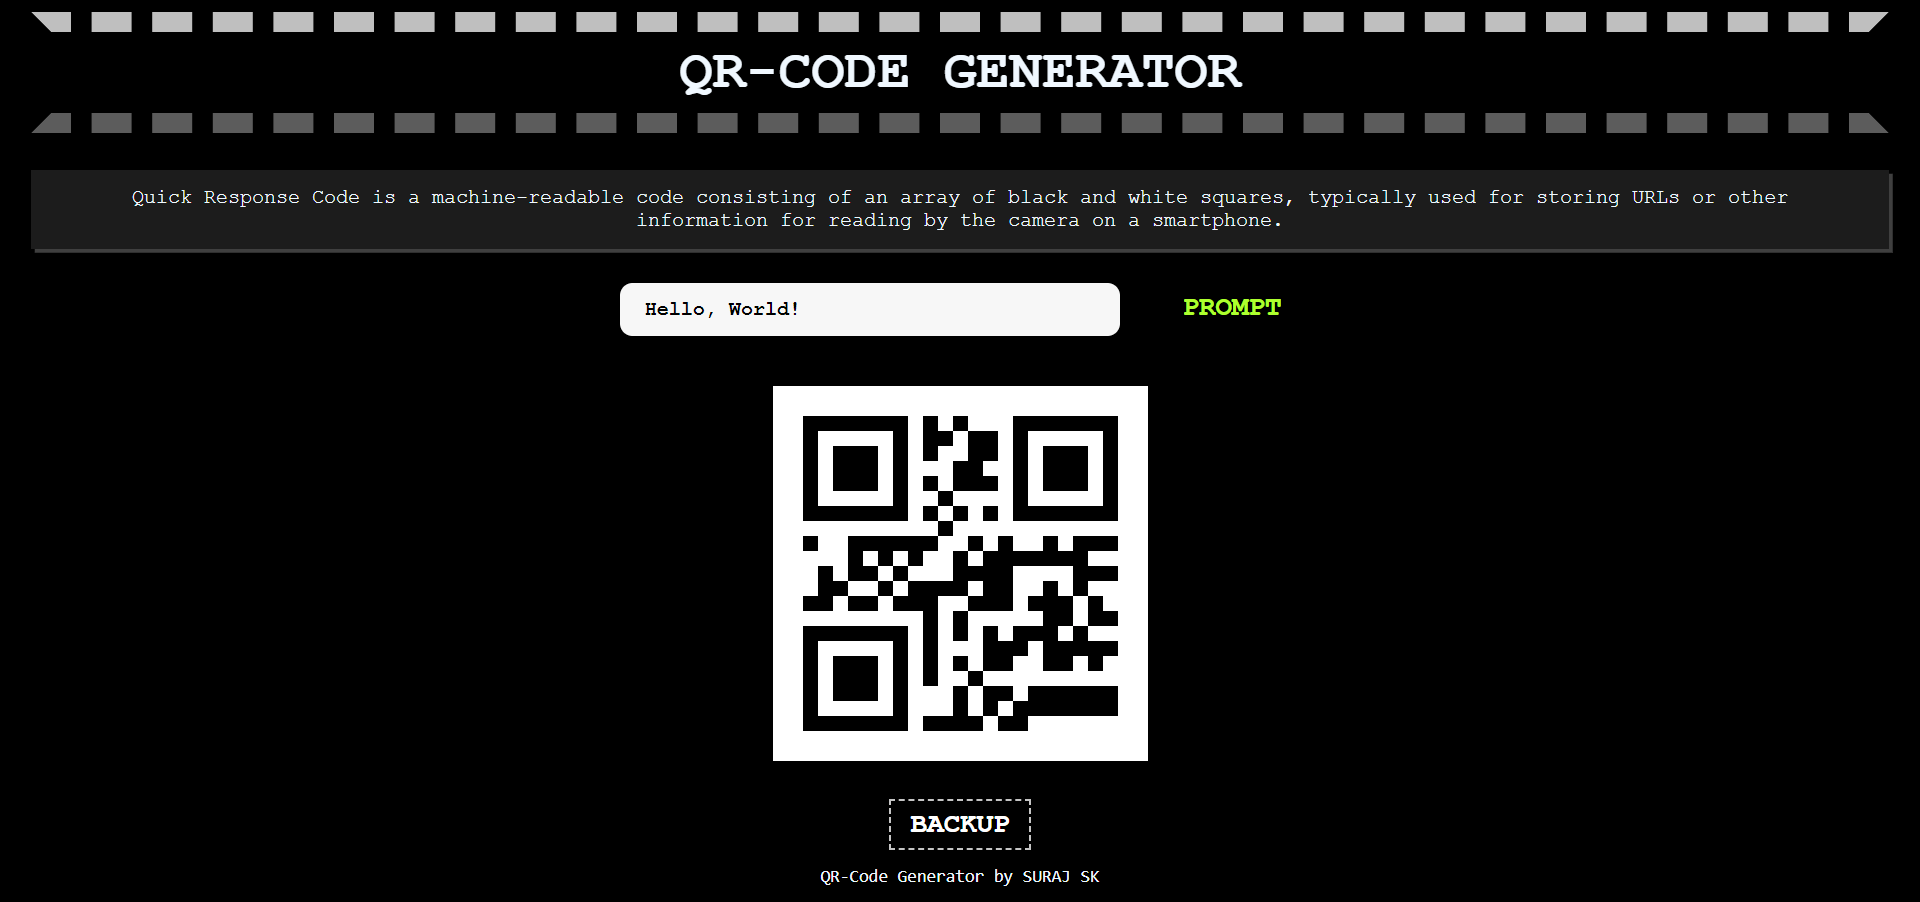 QR-CODE GENERATOR
Quick Response Code is a machine-readable code consisting of an array of black and white squares, typically used for storing URLs or other
information for reading by the camera on a smartphone.
Hello, World!
PROMPT
BACKUP
QR-Code Generator by SURAJ SK